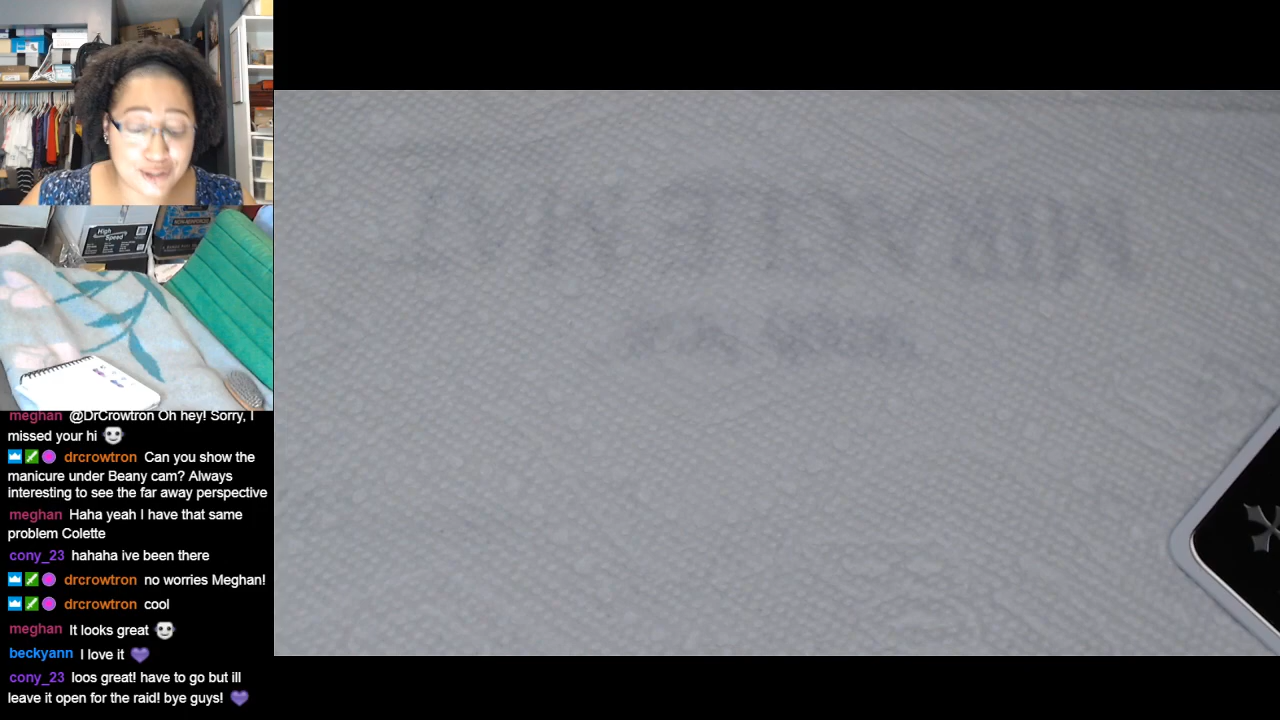 High
Speed
meghan @DrCrowtron Oh hey! Sorry, I
missed your hi
drcrowtron Can you show the
manicure under Beany cam? Always
interesting to see the far away perspective
meghan Haha yeah I have that same
problem Colette
cony_23 hahaha ive been there
drcrowtron no worries Meghan!
drcrowtron cool
meghan It looks great
beckyann I love it
cony_23 loos great! have to go but ill
leave it open for the raid! bye guys!